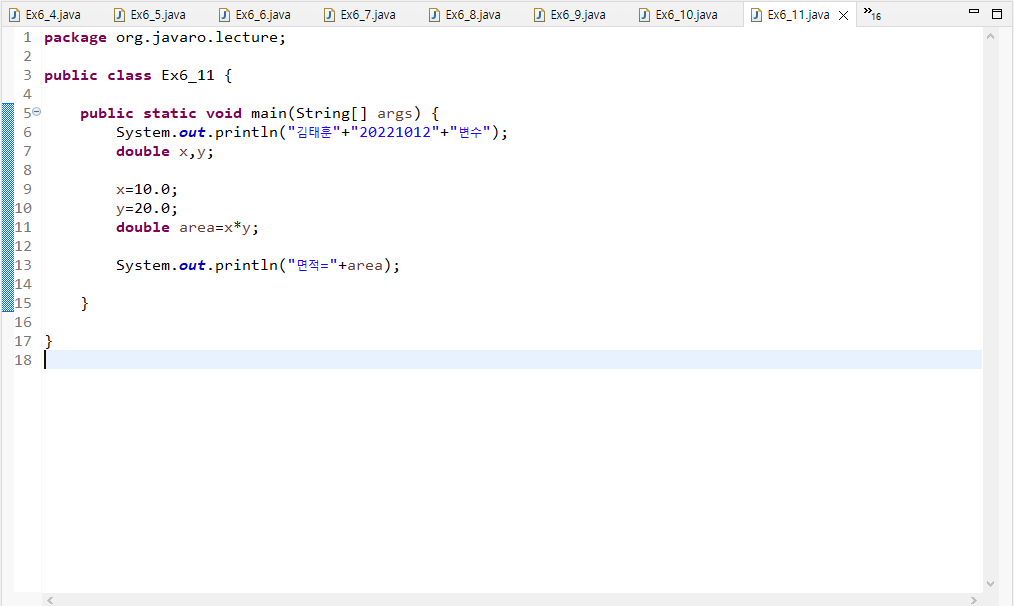 Ex6_4.java Ex6_5.java Ex6_6.java Ex6_7.java Ex6_8.java Ex6_9.java Ex6_10.java Ex6_11.java »16
1 package org.javaro.lecture;
2
3 public class Ex6_11 {
4
5 public static void main(String[] args) {
6 System.out.println("김태훈"+"20221012"+"변수");
7 double x,y;
8
9 x=10.0;
10 y=20.0;
11 double area=x*y;
12
13 System.out.println("면적="+area);
14
15 }
16
17 }
18